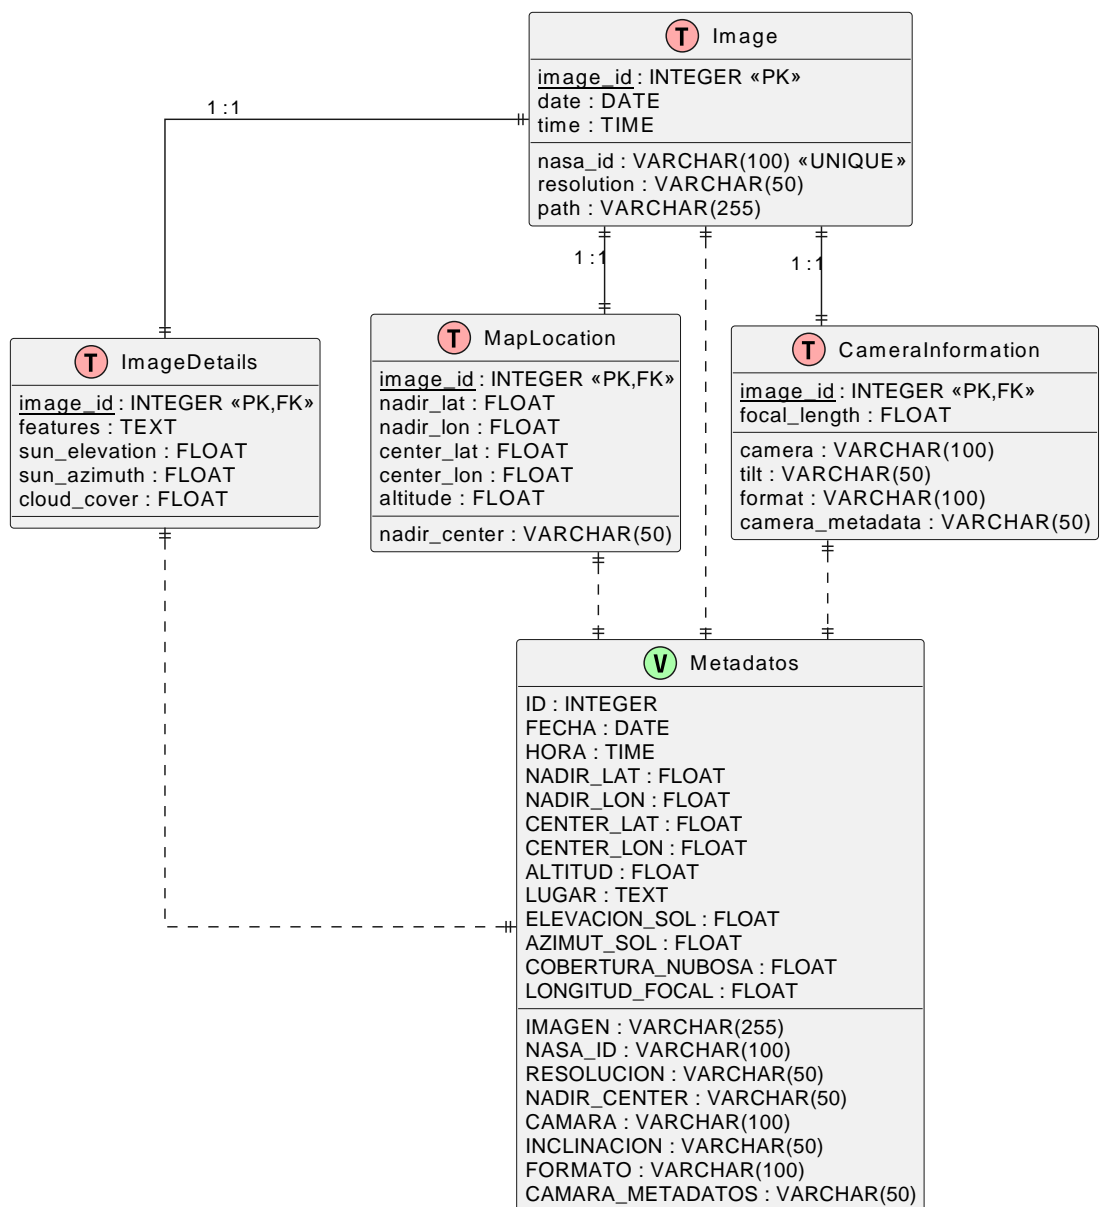 T Image
image_id : INTEGER «PK»
date : DATE
time : TIME
nasa_id : VARCHAR(100) «UNIQUE»
resolution : VARCHAR(50)
path : VARCHAR(255)
1 : 1
1 : 1
1 : 1
T ImageDetails
image_id : INTEGER «PK,FK»
features : TEXT
sun_elevation : FLOAT
sun_azimuth : FLOAT
cloud_cover : FLOAT
T MapLocation
image_id : INTEGER «PK,FK»
nadir_lat : FLOAT
nadir_lon : FLOAT
center_lat : FLOAT
center_lon : FLOAT
altitude : FLOAT
nadir_center : VARCHAR(50)
T CameraInformation
image_id : INTEGER «PK,FK»
focal_length : FLOAT
camera : VARCHAR(100)
tilt : VARCHAR(50)
format : VARCHAR(100)
camera_metadata : VARCHAR(50)
V Metadatos
ID : INTEGER
FECHA : DATE
HORA : TIME
NADIR_LAT : FLOAT
NADIR_LON : FLOAT
CENTER_LAT : FLOAT
CENTER_LON : FLOAT
ALTITUD : FLOAT
LUGAR : TEXT
ELEVACION_SOL : FLOAT
AZIMUT_SOL : FLOAT
COBERTURA_NUBOSA : FLOAT
LONGITUD_FOCAL : FLOAT
IMAGEN : VARCHAR(255)
NASA_ID : VARCHAR(100)
RESOLUCION : VARCHAR(50)
NADIR_CENTER : VARCHAR(50)
CAMARA : VARCHAR(100)
INCLINACION : VARCHAR(50)
FORMATO : VARCHAR(100)
CAMARA_METADATOS : VARCHAR(50)